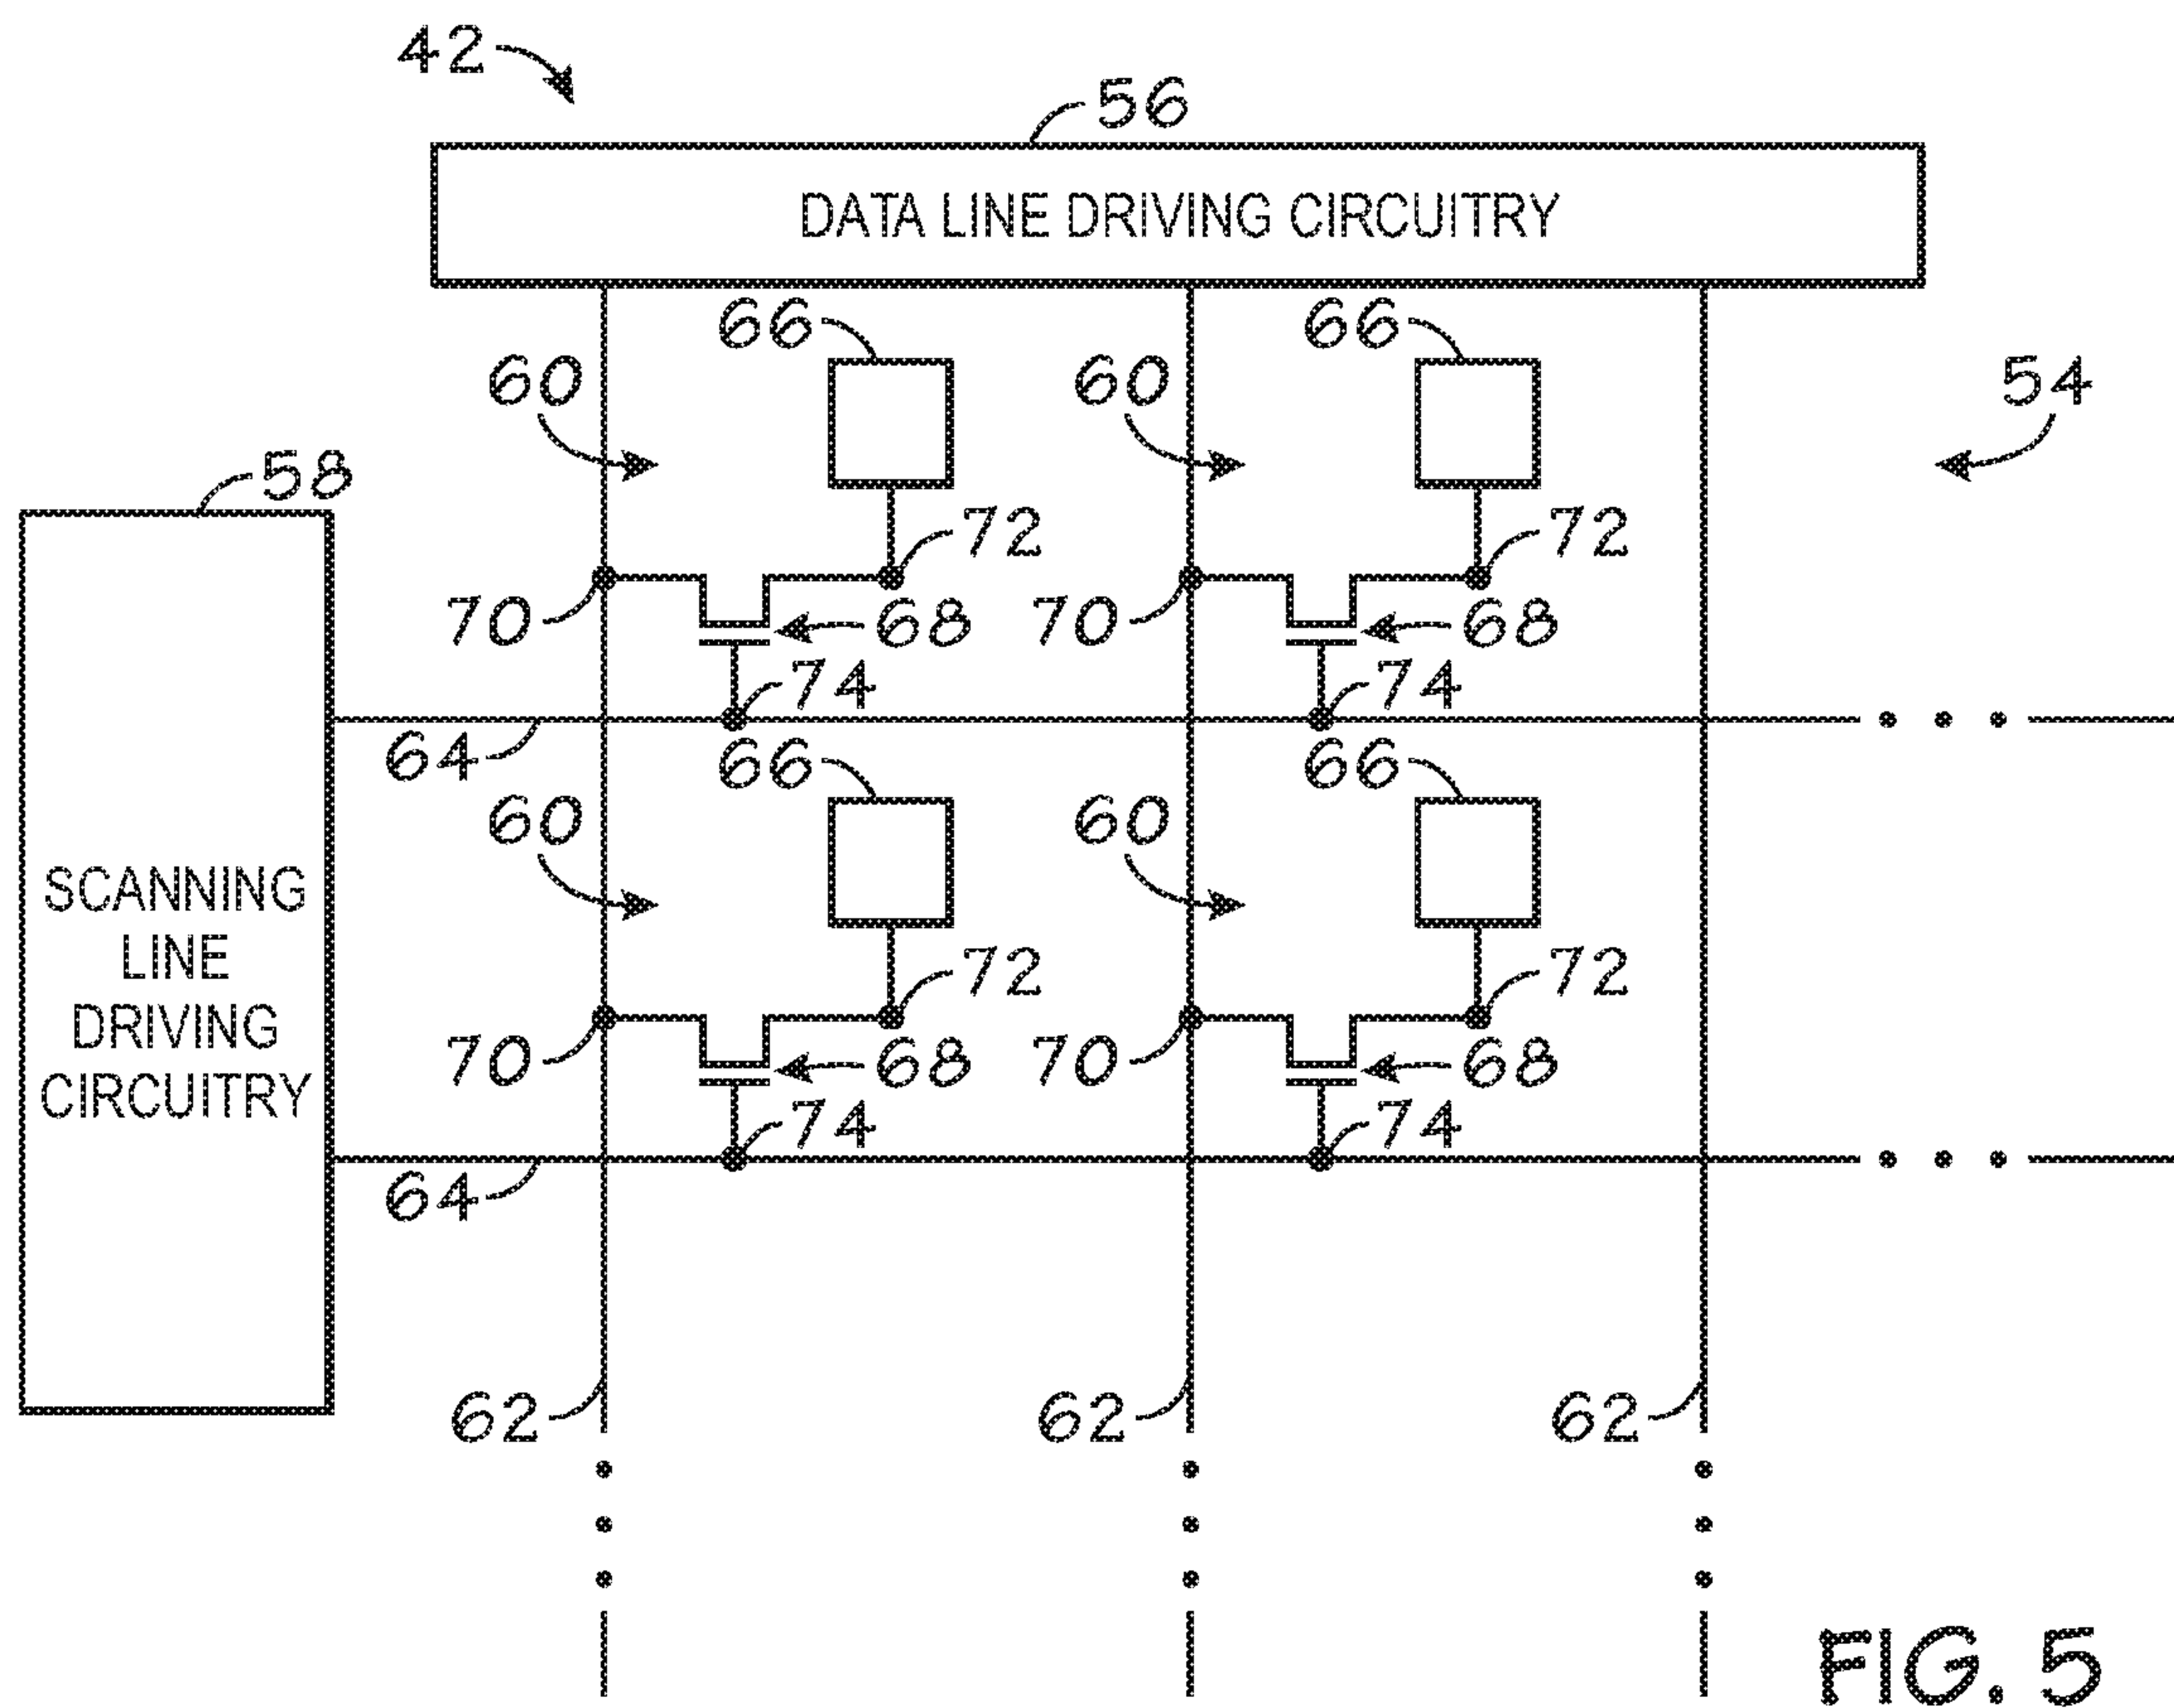 42
56
DATA LINE DRIVING CIRCUITRY
66 66
60 60 54
58
72 72
70 68 70 68
74 74
64 66 66
60 60
SCANNING
LINE
DRIVING
CIRCUITRY
72 72
70 68 70 68
74 74
64
62 62 62
FIG. 5